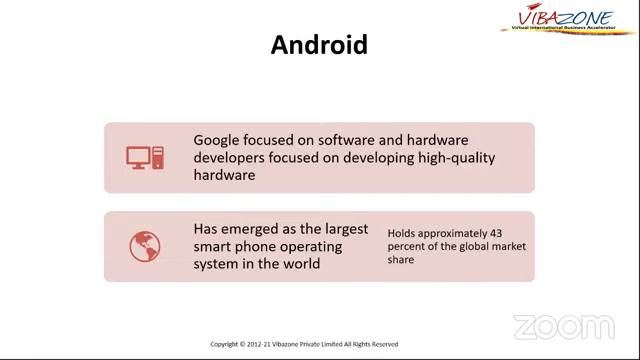 VIBAZONE
Virtual International Business Accelerator
Android
Google focused on software and hardware
developers focused on developing high-quality
hardware
Has emerged as the largest
smart phone operating
system in the world
Holds approximately 43
percent of the global market
share
Copyright © 2012-21 Vibazone Private Limited All Rights Reserved
zoom